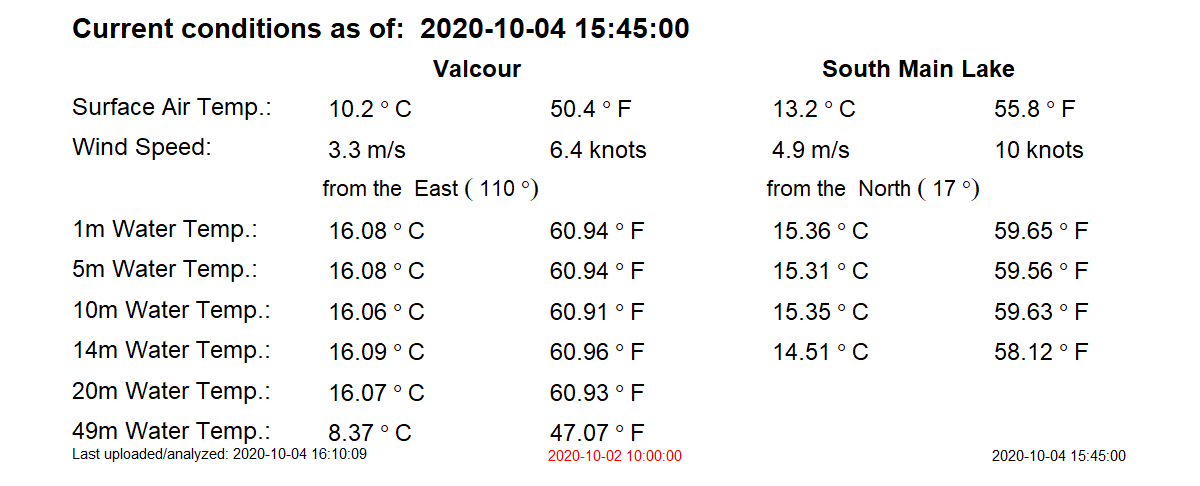 Current conditions as of: 2020-10-04 15:45:00
Valcour South Main Lake
Surface Air Temp.: 10.2 ° C 50.4 ° F 13.2 ° C 55.8 ° F
Wind Speed: 3.3 m/s 6.4 knots 4.9 m/s 10 knots
from the East ( 110 °) from the North ( 17 °)
1m Water Temp.: 16.08 ° C 60.94 ° F 15.36 ° C 59.65 ° F
5m Water Temp.: 16.08 ° C 60.94 ° F 15.31 ° C 59.56 ° F
10m Water Temp.: 16.06 ° C 60.91 ° F 15.35 ° C 59.63 ° F
14m Water Temp.: 16.09 ° C 60.96 ° F 14.51 ° C 58.12 ° F
20m Water Temp.: 16.07 ° C 60.93 ° F
49m Water Temp.: 8.37 ° C 47.07 ° F
Last uploaded/analyzed: 2020-10-04 16:10:09 2020-10-02 10:00:00 2020-10-04 15:45:00